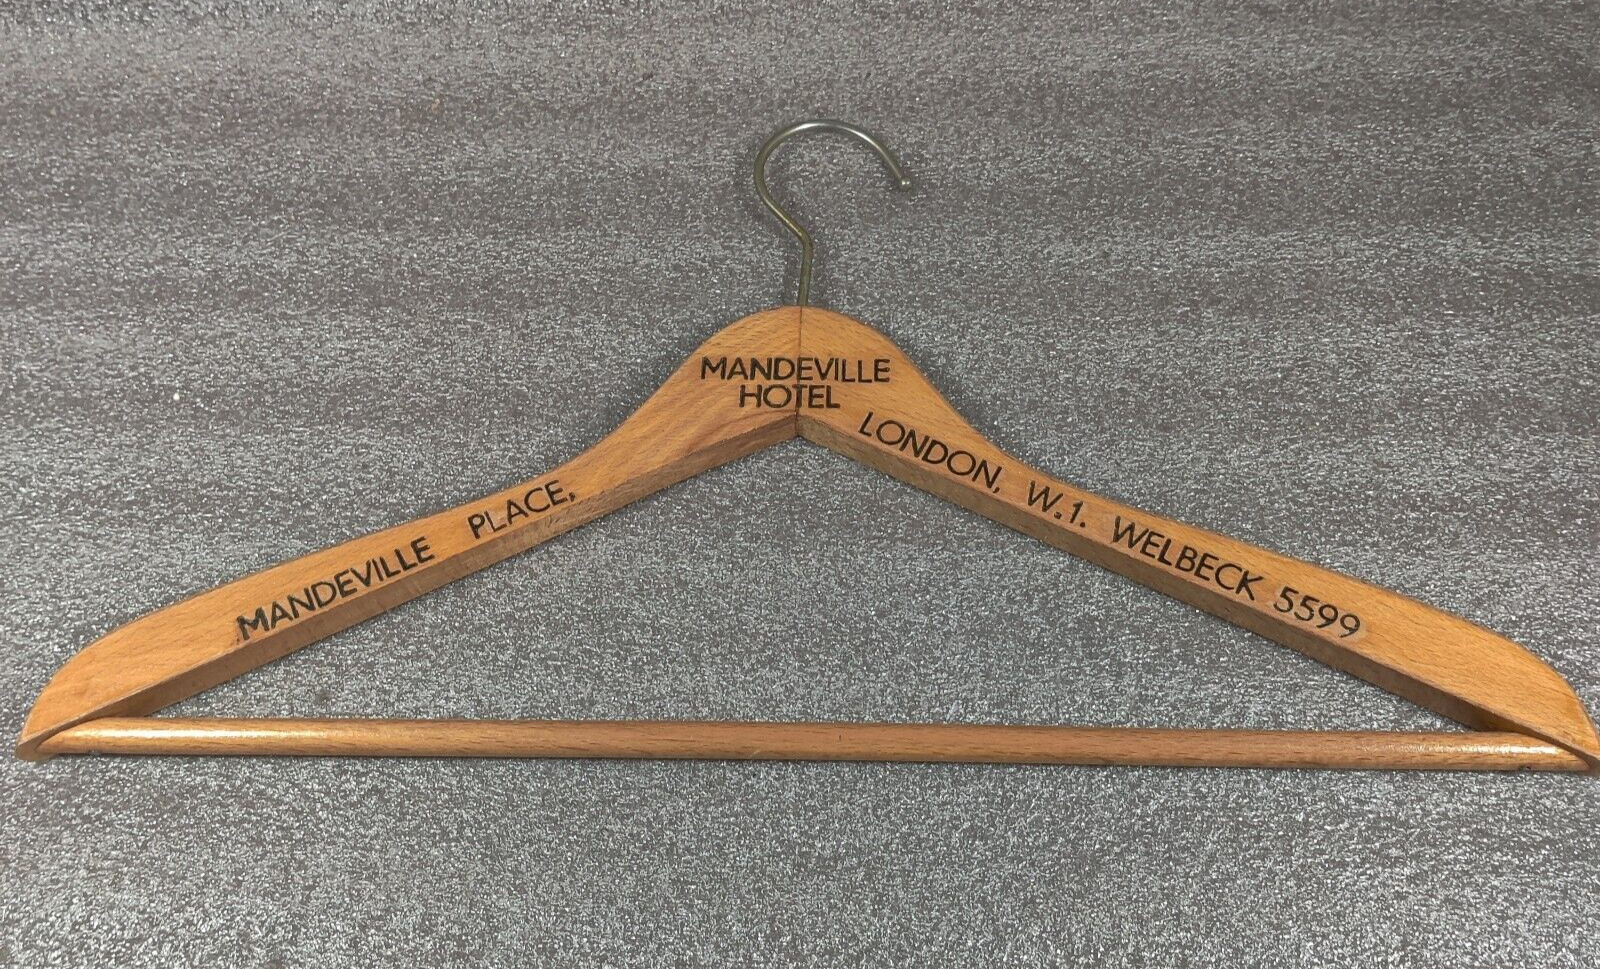 MANDEVILLE
HOTEL
MANDEVILLE PLACE,
LONDON, W.1. WELBECK 5599